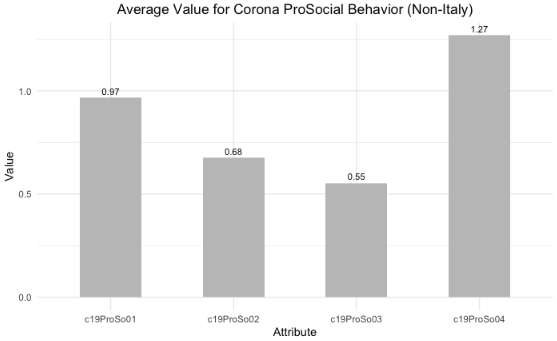 Average Value for Corona ProSocial Behavior (Non-Italy)
1.27
0.97
0.68
0.55
Value
1.0
0.5
0.0
c19ProSo01 c19ProSo02 c19ProSo03 c19ProSo04
Attribute